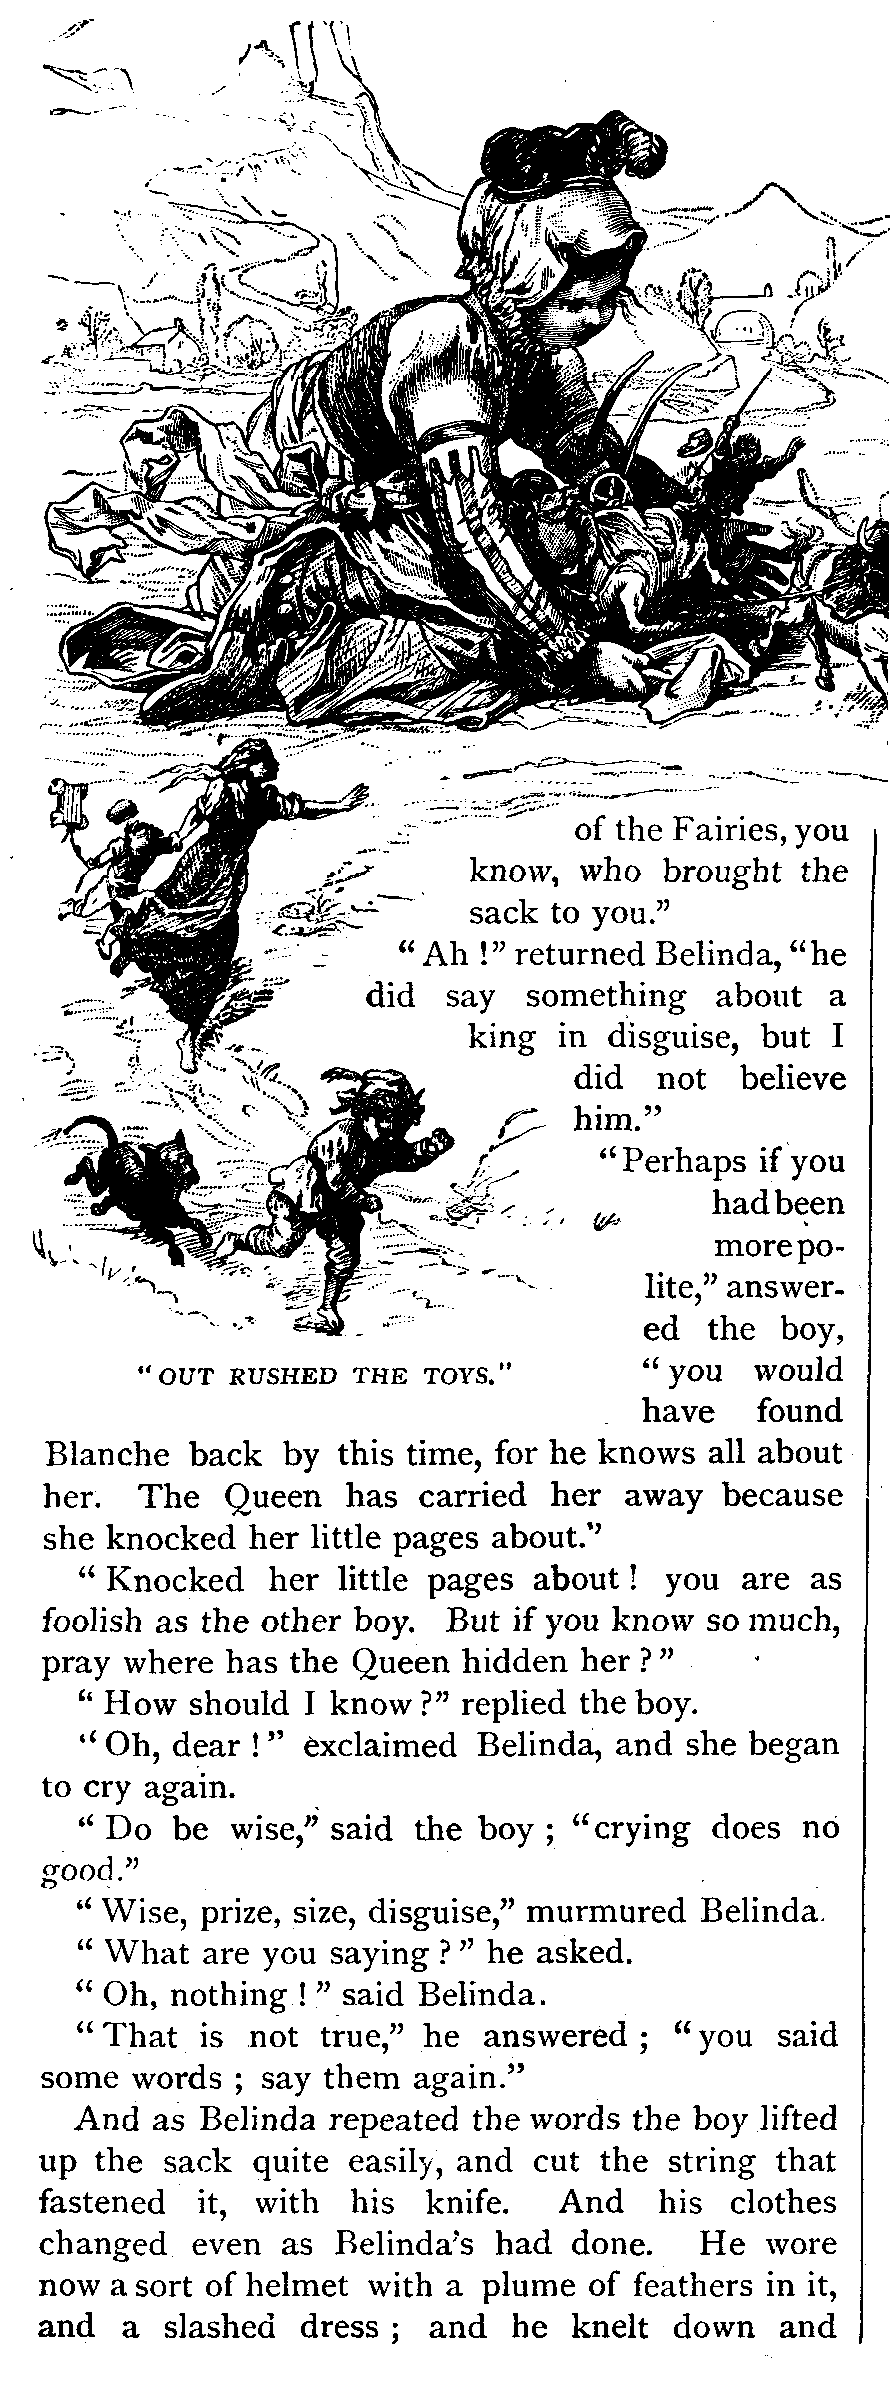 of the Fairies, you
know, who brought the
sack to you.”
“Ah!” returned Belinda, “he
did say something about a
king in disguise, but I
did not believe
him.”
“Perhaps if you
had been
more po-
lite,” answer-
ed the boy,
“you would
have found
"OUT RUSHED THE TOYS."
Blanche back by this time, for he knows all about
her. The Queen has carried her away because
she knocked her little pages about.”
“Knocked her little pages about! you are as
foolish as the other boy. But if you know so much,
pray where has the Queen hidden her?”
“How should I know?” replied the boy.
“Oh, dear!” exclaimed Belinda, and she began
to cry again.
“Do be wise,” said the boy; “crying does no
good.”
“Wise, prize, size, disguise,” murmured Belinda.
“What are you saying?” he asked.
“Oh, nothing!” said Belinda.
“That is not true,” he answered; “you said
some words; say them again.”
And as Belinda repeated the words the boy lifted
up the sack quite easily, and cut the string that
fastened it, with his knife. And his clothes
changed even as Belinda's had done. He wore
now a sort of helmet with a plume of feathers in it,
and a slashed dress; and he knelt down and